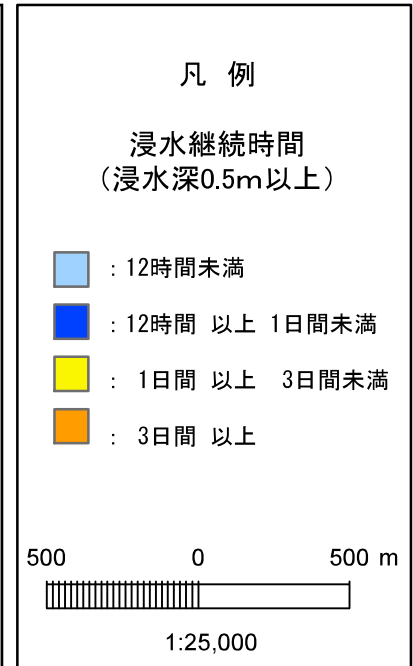 凡 例
浸水継続時間
(浸水深0.5m以上)
: 12時間未満
: 12時間 以上 1日間未満
: 1日間 以上 3日間未満
: 3日間 以上
500 0 500 m
1:25,000